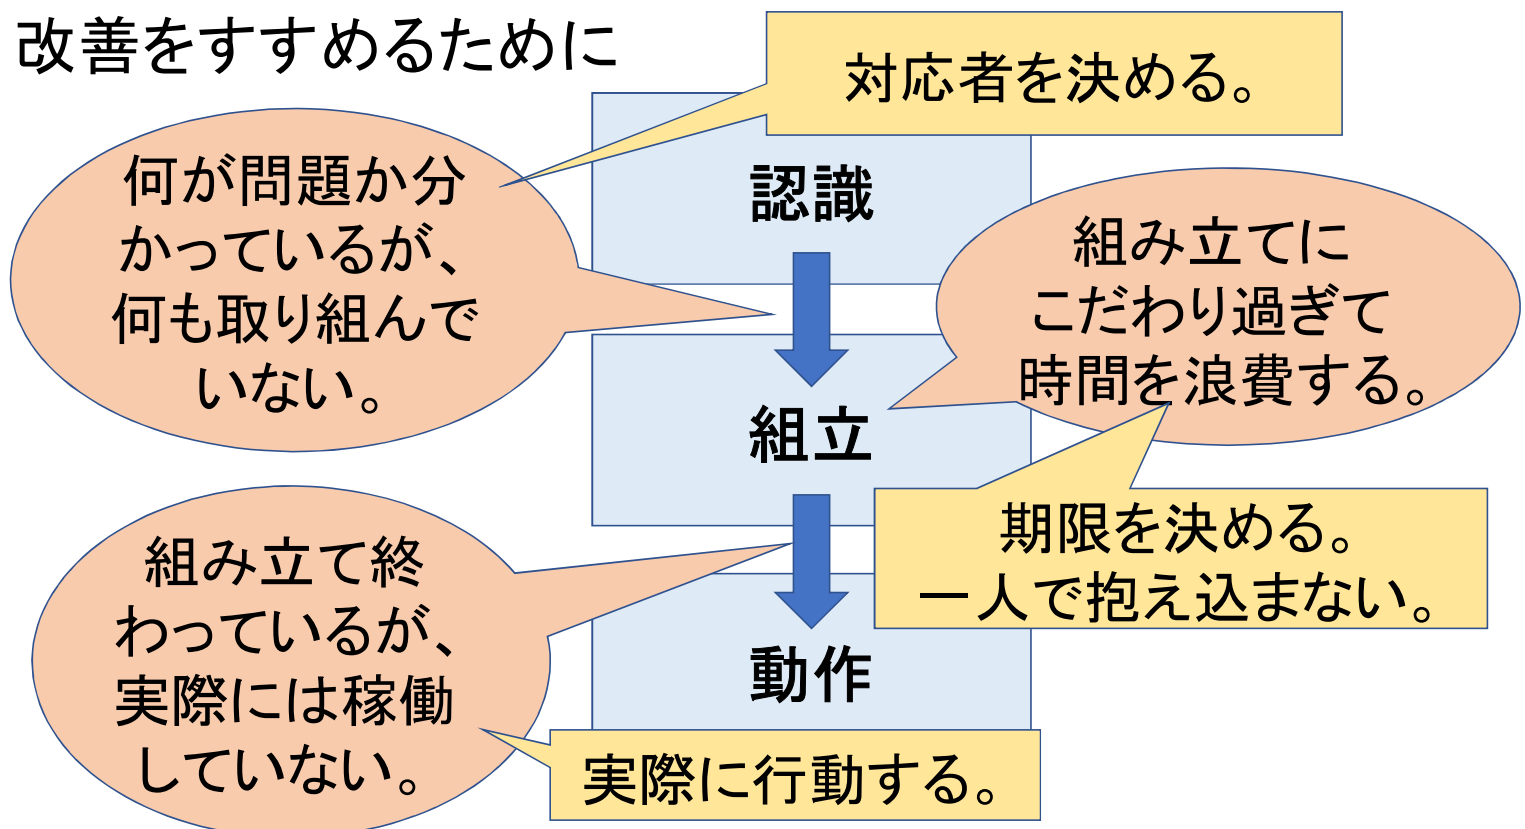 改善をすすめるために
対応者を決める。
何が問題か分
かっているが、
何も取り組んで
いない。
認識
組み立てに
こだわり過ぎて
時間を浪費する。
組立
期限を決める。
一人で抱え込まない。
組み立て終
わっているが、
実際には稼働
していない。
動作
実際に行動する。